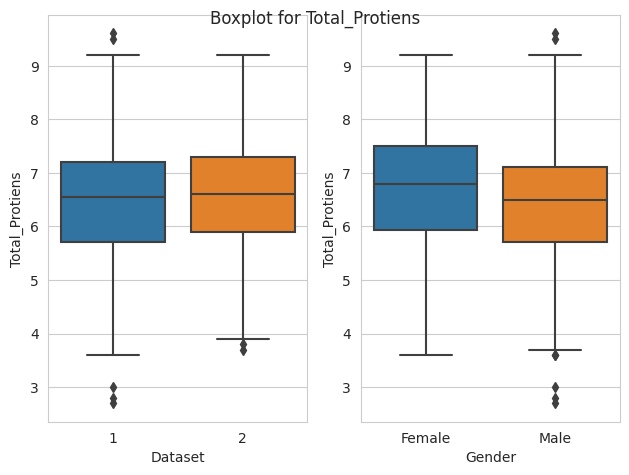 Boxplot for Total_Protiens
Total_Protiens
9
8
7
6
5
4
3
1 2
Dataset
Total_Protiens
9
8
7
6
5
4
3
Female Male
Gender